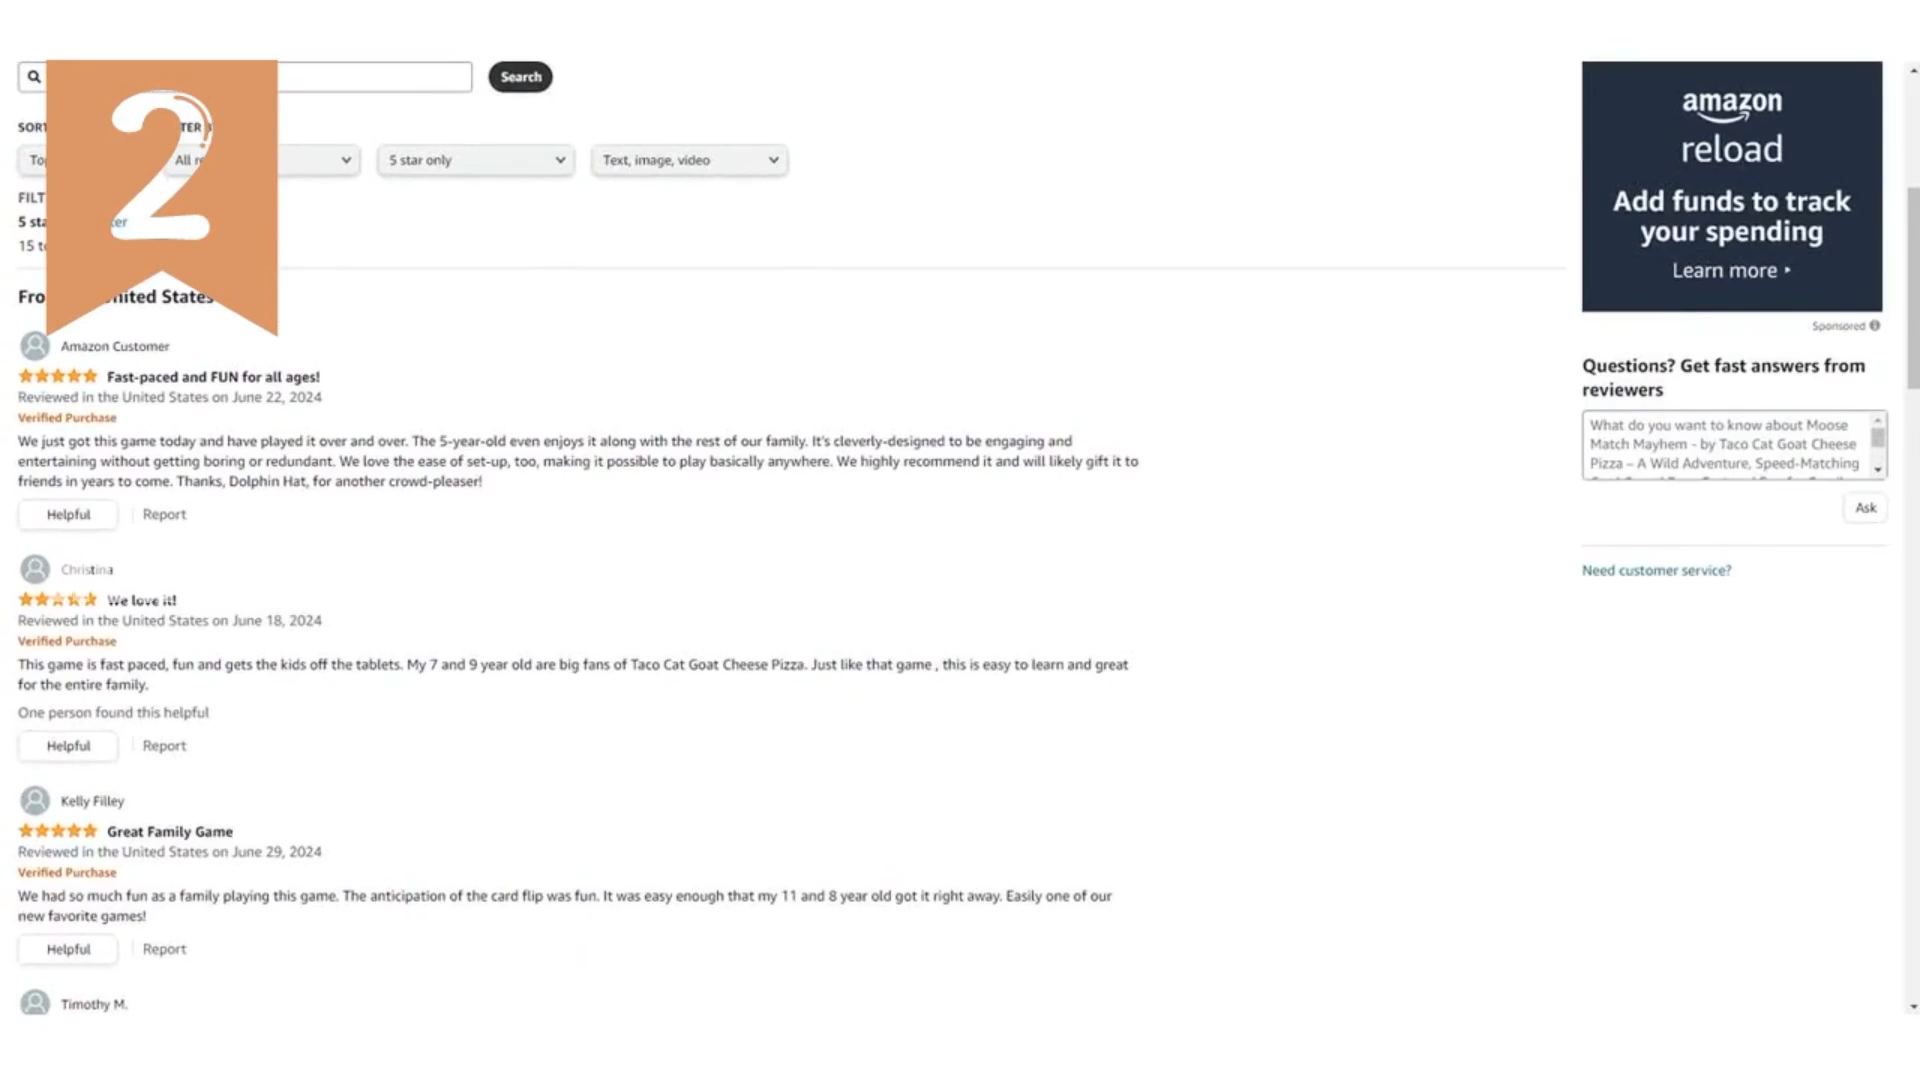 2
Search
SORT
TER
To
All re
5 star only
Text, image, video
FILT
5 sta
ter
15 t
Fro
nited States
Amazon Customer
Fast-paced and FUN for all ages!
Reviewed in the United States on June 22, 2024
Verified Purchase
We just got this game today and have played it over and over. The 5-year-old even enjoys it along with the rest of our family. It's cleverly-designed to be engaging and
entertaining without getting boring or redundant. We love the ease of set-up, too, making it possible to play basically anywhere. We highly recommend it and will likely gift it to
friends in years to come. Thanks, Dolphin Hat, for another crowd-pleaser!
Helpful
Report
Christina
We love it!
Reviewed in the United States on June 18, 2024
Verified Purchase
This game is fast paced, fun and gets the kids off the tablets. My 7 and 9 year old are big fans of Taco Cat Goat Cheese Pizza. Just like that game , this is easy to learn and great
for the entire family.
One person found this helpful
Helpful
Report
Kelly Filley
Great Family Game
Reviewed in the United States on June 29, 2024
Verified Purchase
We had so much fun as a family playing this game. The anticipation of the card flip was fun. It was easy enough that my 11 and 8 year old got it right away. Easily one of our
new favorite games!
Helpful
Report
Timothy M.
amazon
reload
Add funds to track
your spending
Learn more
Sponsored
Questions? Get fast answers from
reviewers
What do you want to know about Moose
Match Mayhem - by Taco Cat Goat Cheese
Pizza – A Wild Adventure, Speed-Matching
Ask
Need customer service?